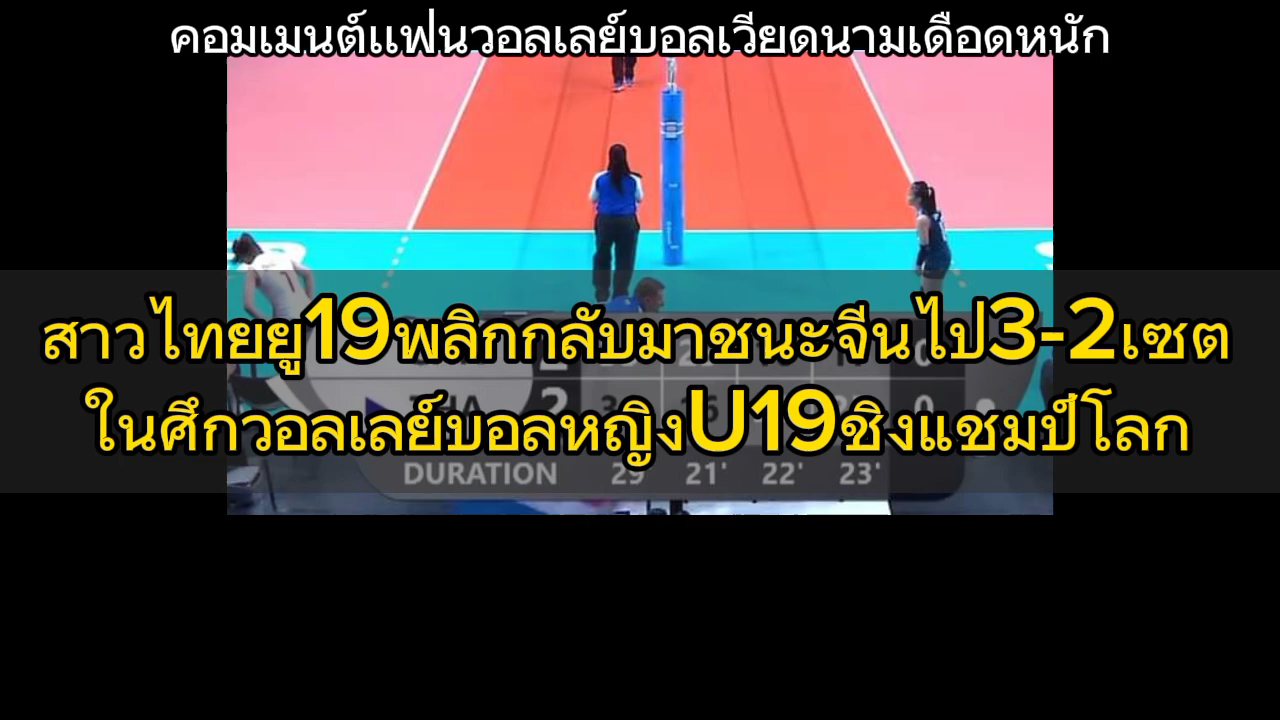 คอมเมนต์แฟนวอลเลย์บอลเวียดนามเดือดหนัก
สาวไทยยู19พลิกกลับมาชนะจีนไป3-2เซต
ในศึกวอลเลย์บอลหญิงU19ชิงแชมป์โลก
DURATION 29' 21' 22' 23'